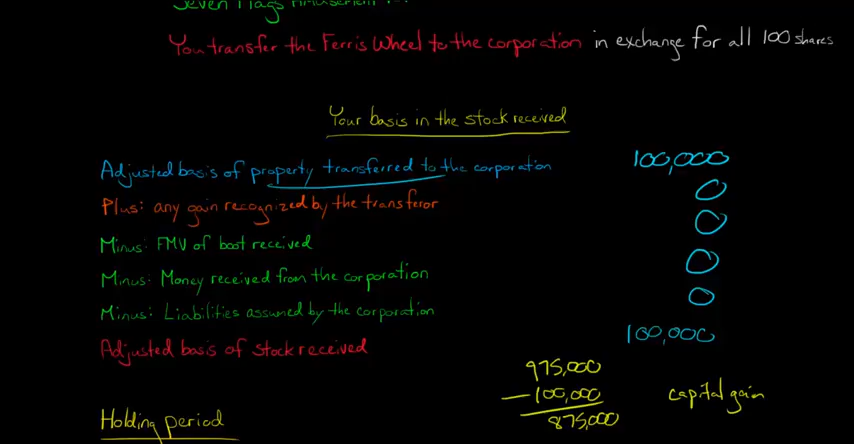 Seven Flags Amusement
You transfer the Ferris Wheel to the corporation in exchange for all 100 shares
Your basis in the stock received
Adjusted basis of property transferred to the corporation 100,000
Plus: any gain recognized by the transferor 0
Minus: FMV of boot received 0
Minus: Money received from the corporation 0
Minus: Liabilities assumed by the corporation 0
Adjusted basis of stock received 100,000
975,000
— 100,000 capital gain
875,000
Holding period